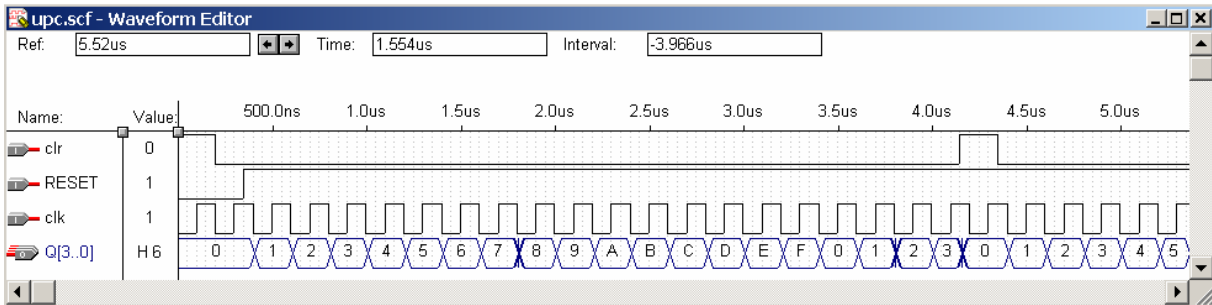 upc.scf - Waveform Editor
Ref: 5.52us Time: 1.554us Interval: -3.966us
Name: Value: 500.0ns 1.0us 1.5us 2.0us 2.5us 3.0us 3.5us 4.0us 4.5us 5.0us
clr 0
RESET 1
clk 1
Q[3..0] H 6 0 1 2 3 4 5 6 7 8 9 A B C D E F 0 1 2 3 0 1 2 3 4 5